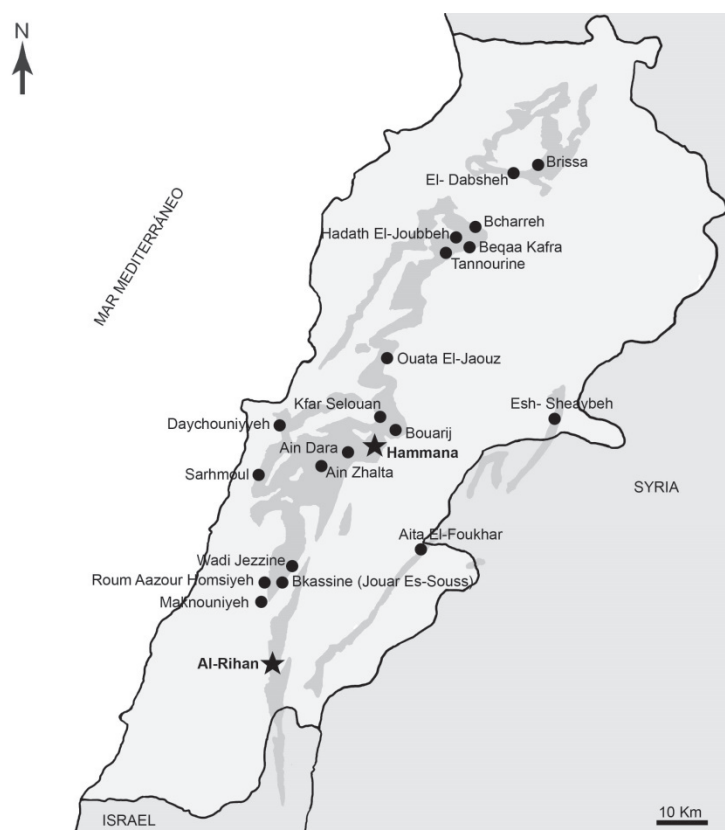 N
MAR MEDITERRÁNEO
Brissa
El- Dabsheh
Bcharreh
Hadath El-Joubbeh
Beqaa Kafra
Tannourine
Ouata El-Jaouz
Kfar Selouan
Esh- Sheaybeh
Daychouniyyeh
Bouarij
Ain Dara
Hammana
Ain Zhalta
Sarhmoul
SYRIA
Aita El-Foukhar
Wadi Jezzine
Roum Aazour Homsiyeh
Bkassine (Jouar Es-Souss)
Maknouniyeh
Al-Rihan
10 Km
ISRAEL